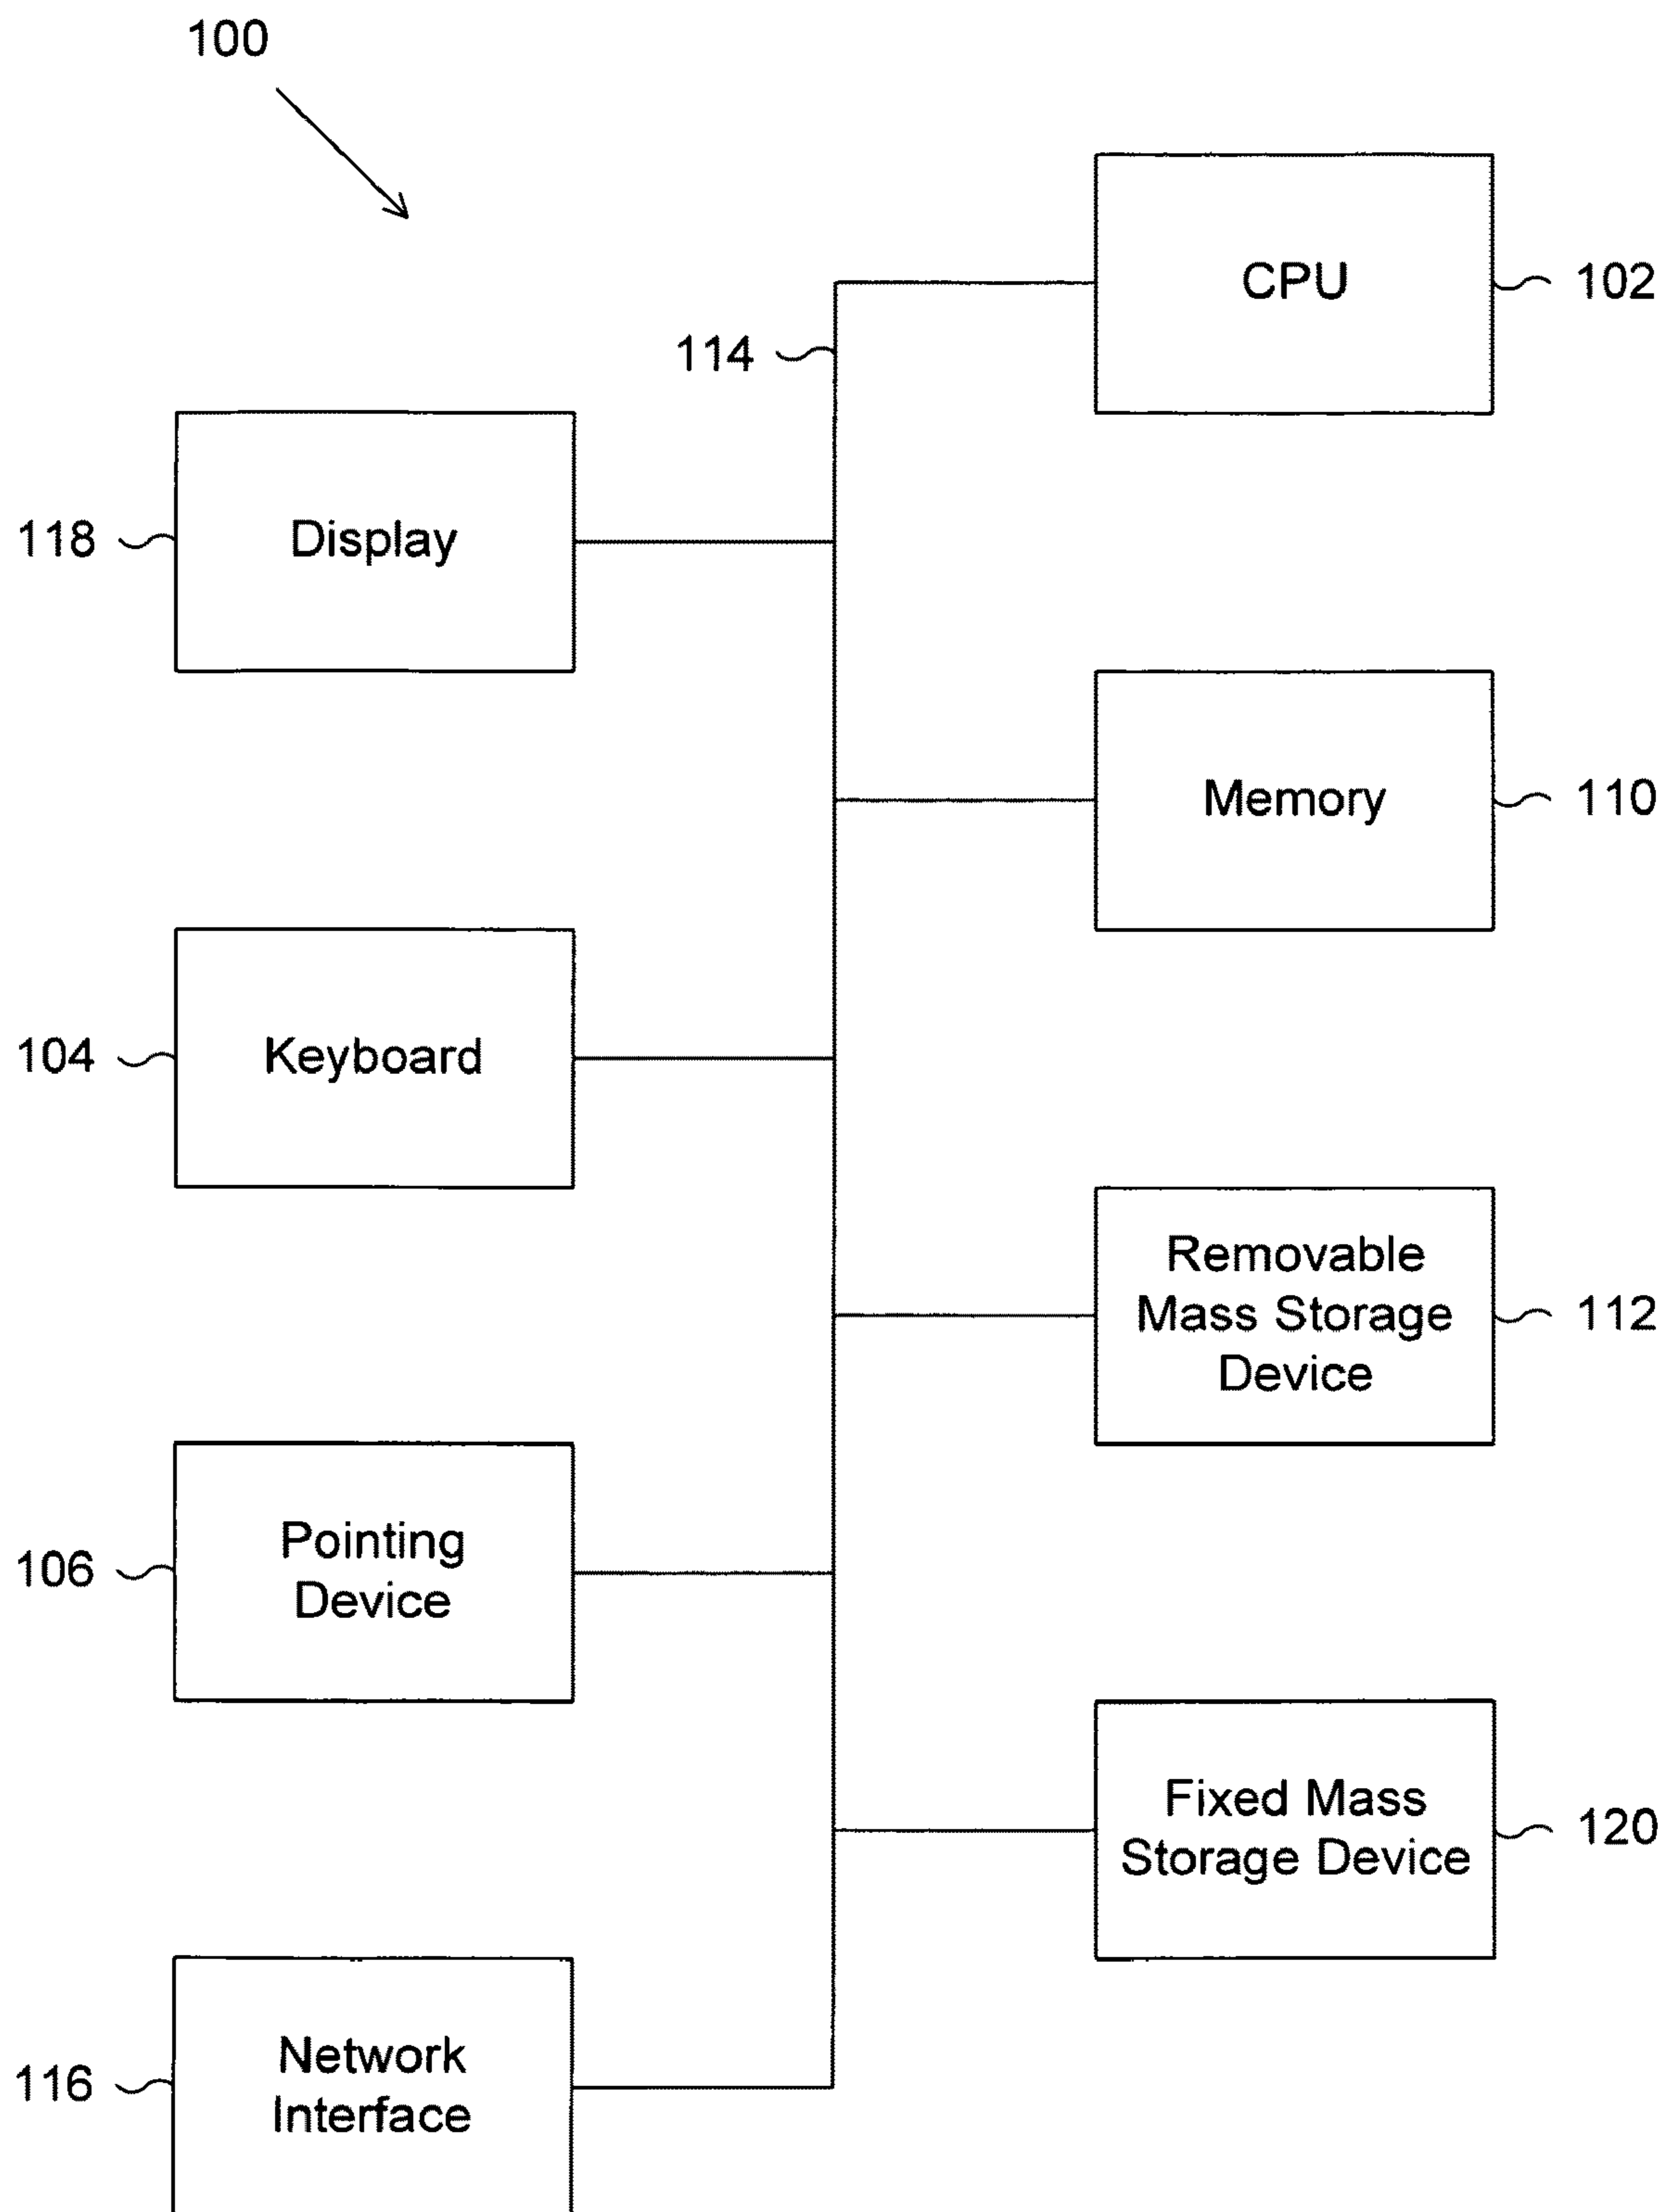 100
CPU
102
114
Display
118
Memory
110
Keyboard
104
Removable
Mass Storage
Device
112
Pointing
Device
106
Fixed Mass
Storage Device
120
Network
Interface
116